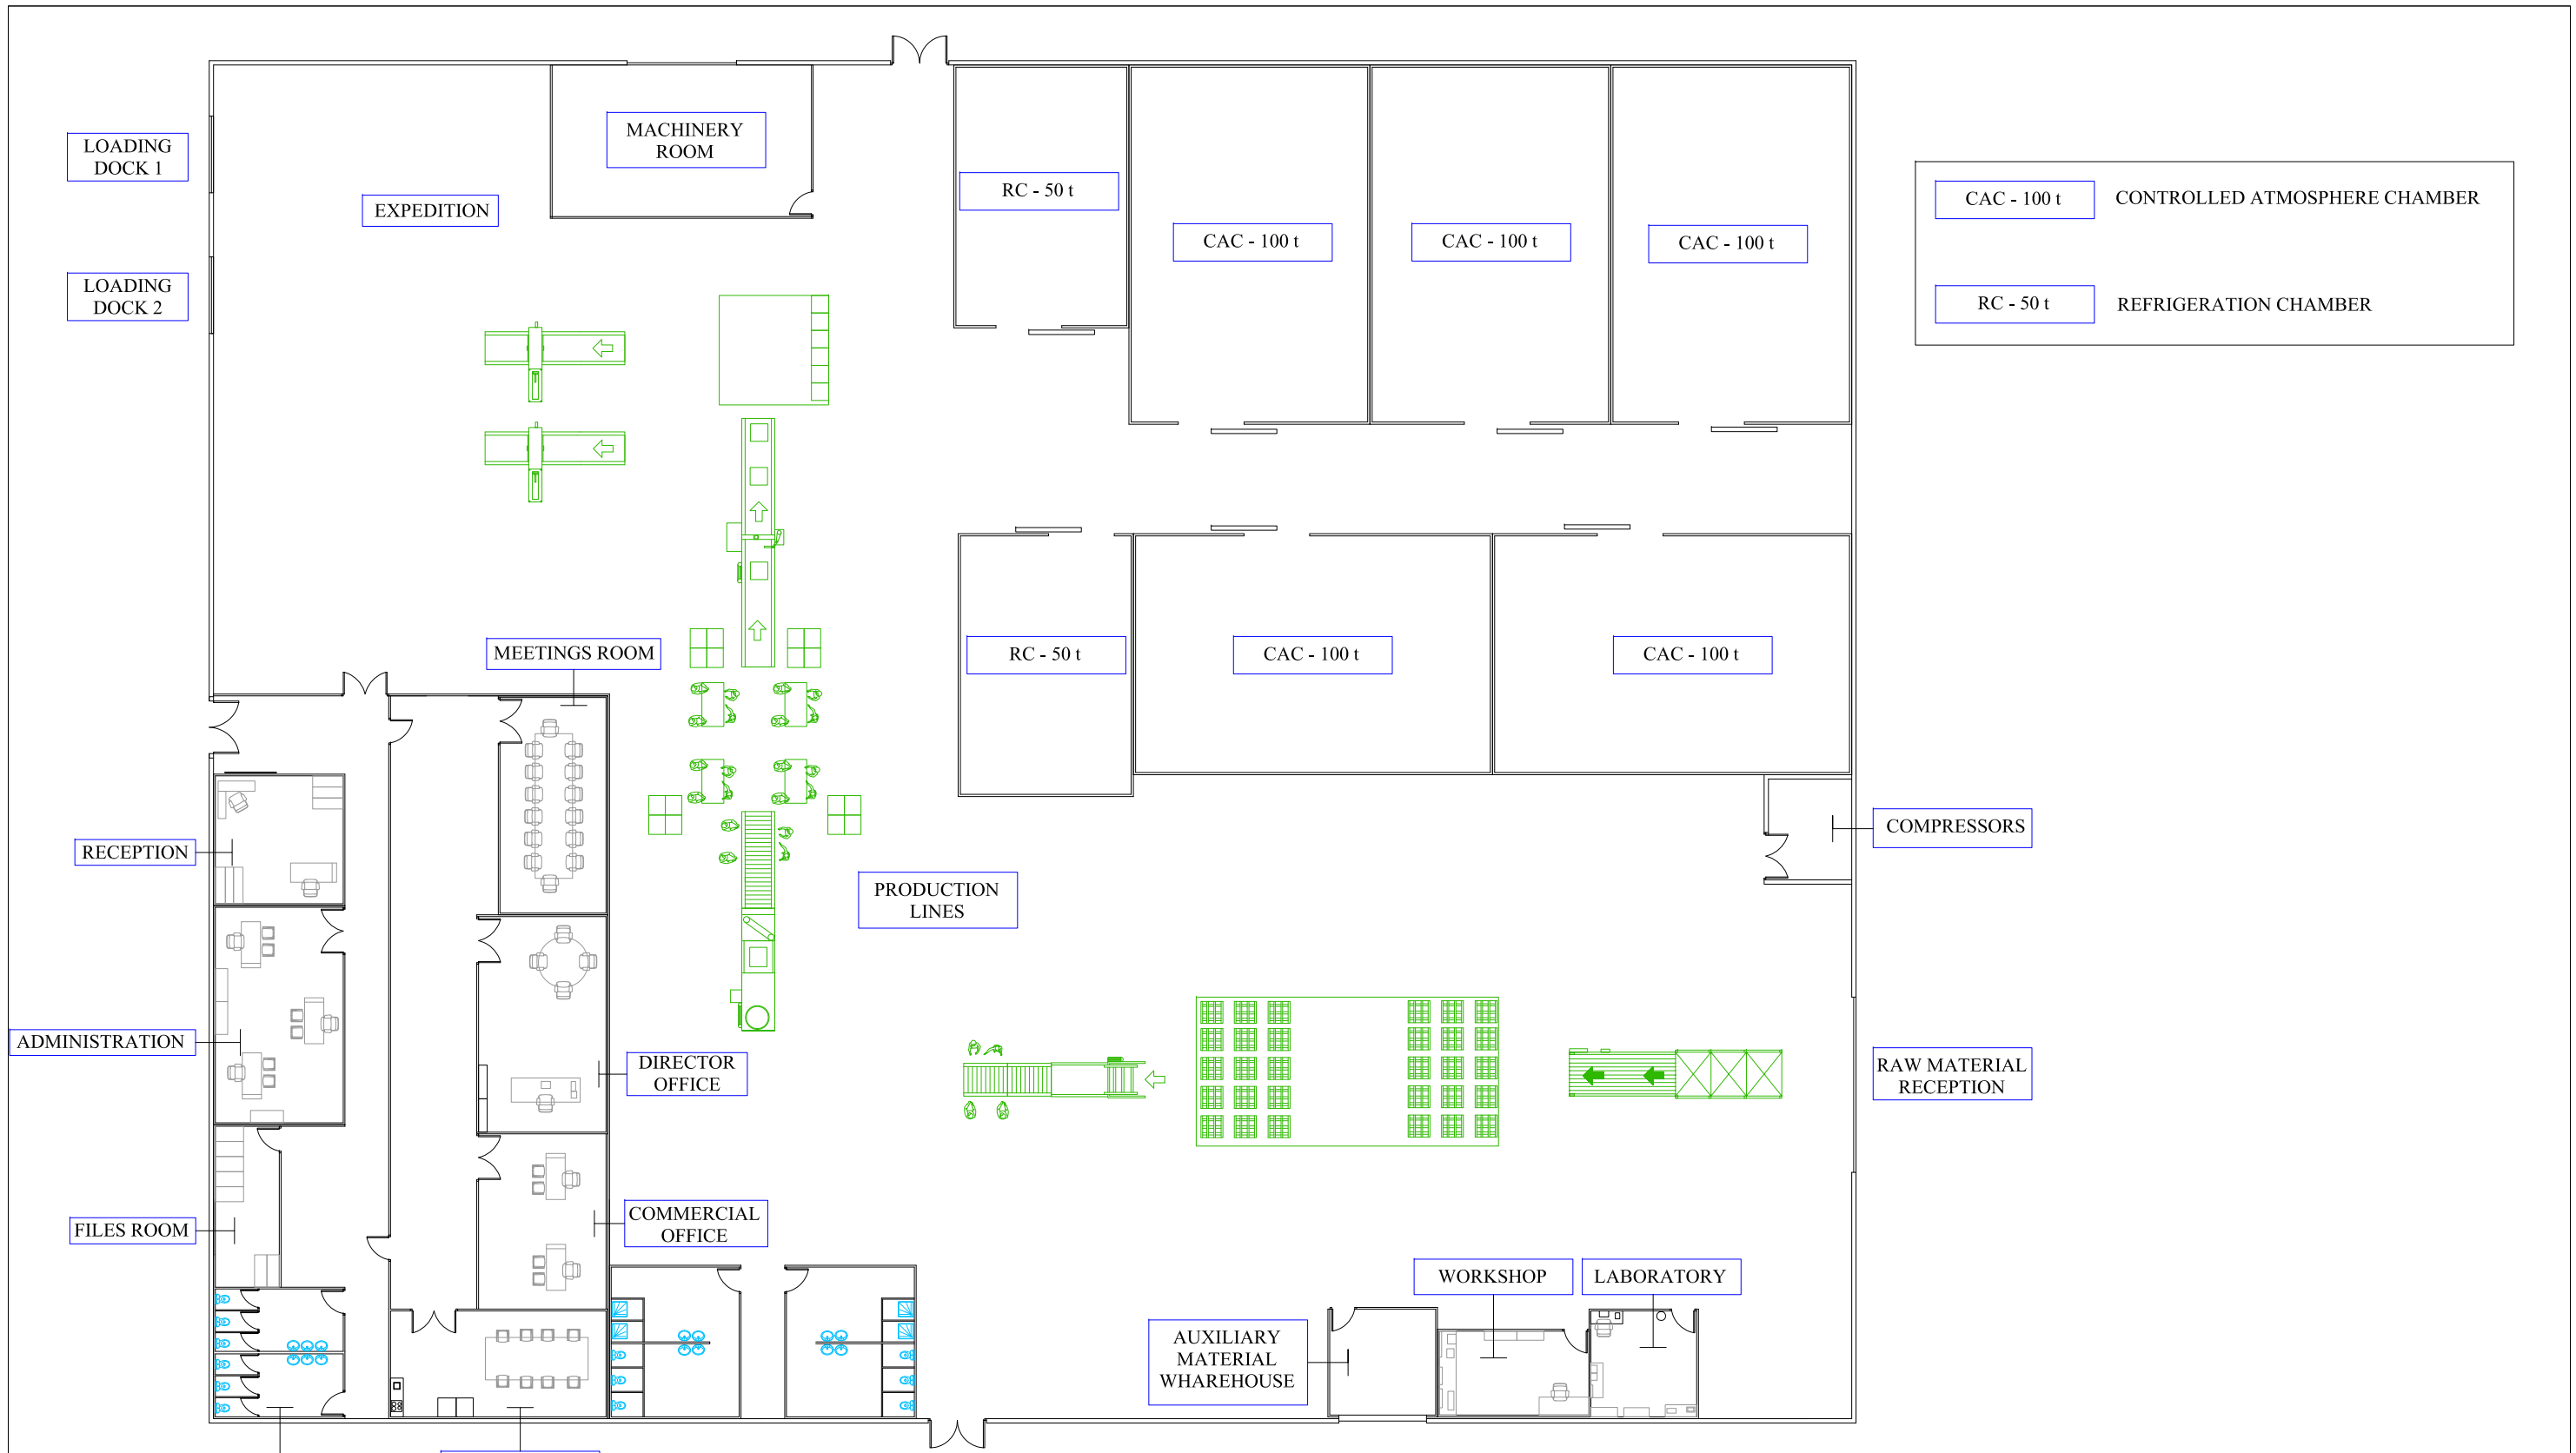 LOADING
DOCK 1
MACHINERY
ROOM
EXPEDITION
RC - 50 t
CAC - 100 t
CAC - 100 t
CAC - 100 t
CAC - 100 t
CONTROLLED ATMOSPHERE CHAMBER
RC - 50 t
REFRIGERATION CHAMBER
LOADING
DOCK 2
MEETINGS ROOM
RC - 50 t
CAC - 100 t
CAC - 100 t
RECEPTION
COMPRESSORS
PRODUCTION
LINES
ADMINISTRATION
DIRECTOR
OFFICE
RAW MATERIAL
RECEPTION
FILES ROOM
COMMERCIAL
OFFICE
WORKSHOP
LABORATORY
AUXILIARY
MATERIAL
WHAREHOUSE